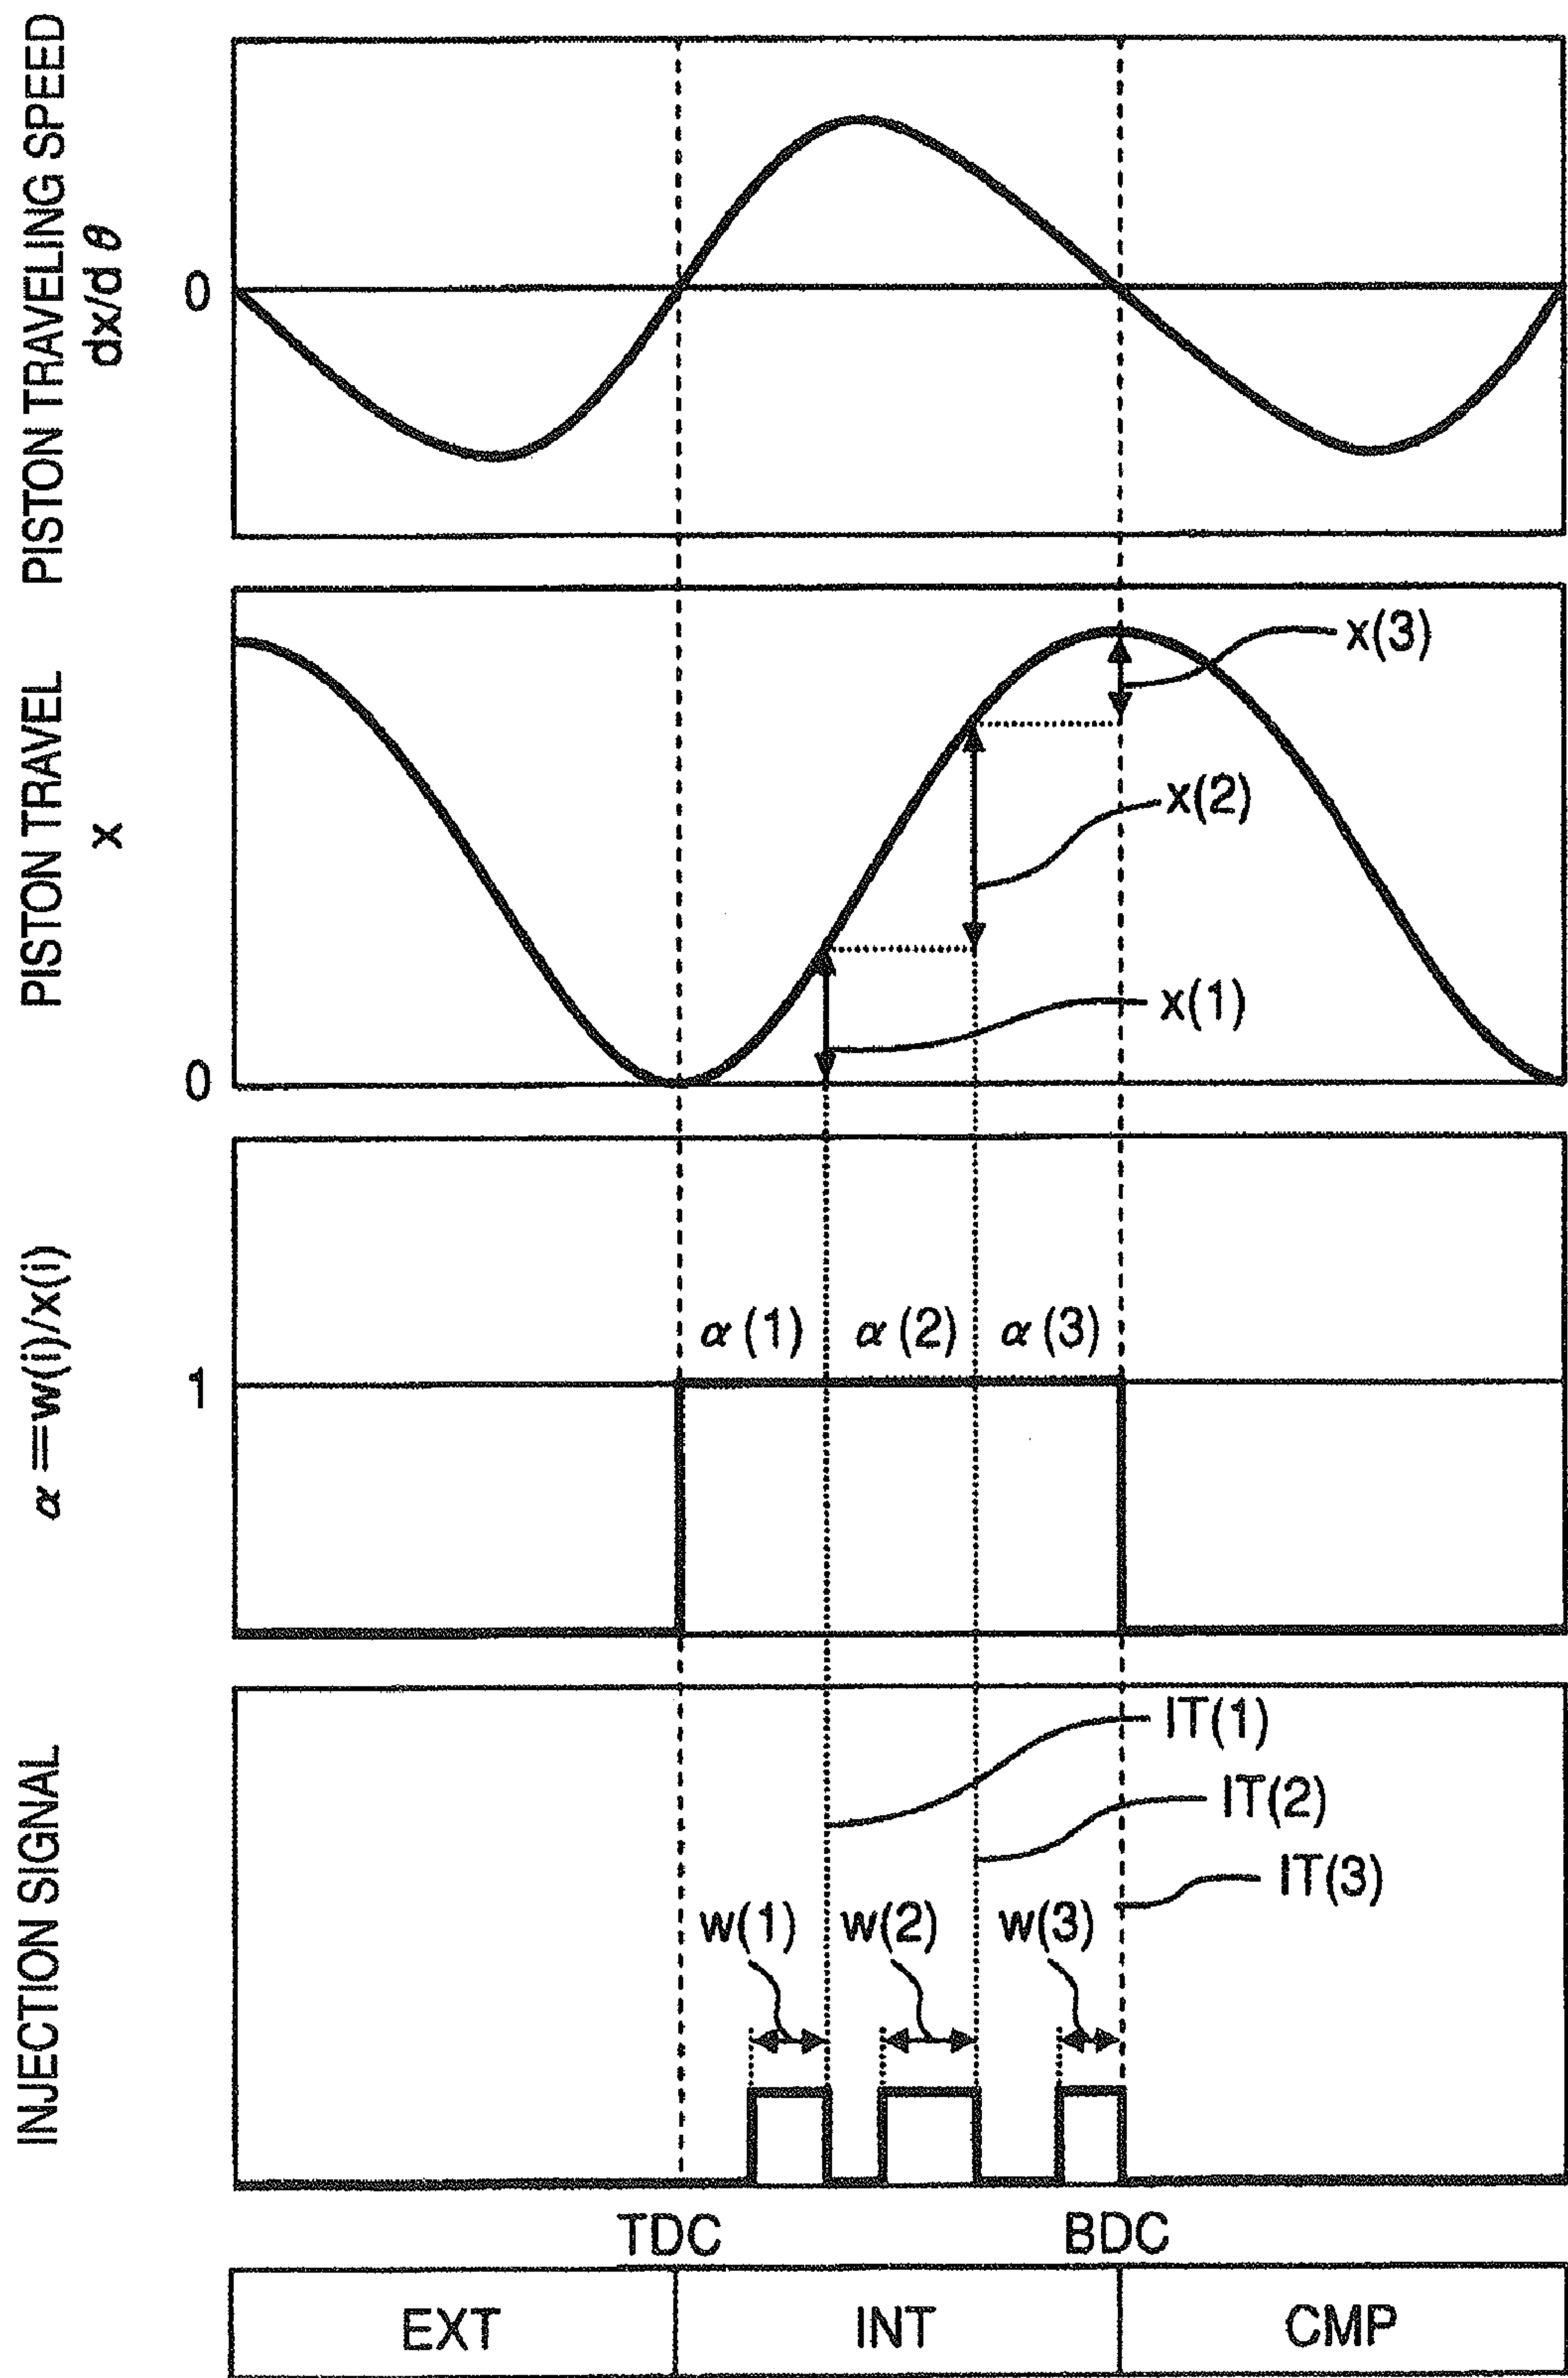 PISTON TRAVELING SPEED
dx/dθ
0
PISTON TRAVEL
x
0
x(3)
x(2)
x(1)
α=w(i)/x(i)
1
α(1)
α(2)
α(3)
INJECTION SIGNAL
IT(1)
IT(2)
IT(3)
w(1)
w(2)
w(3)
TDC
BDC
EXT
INT
CMP